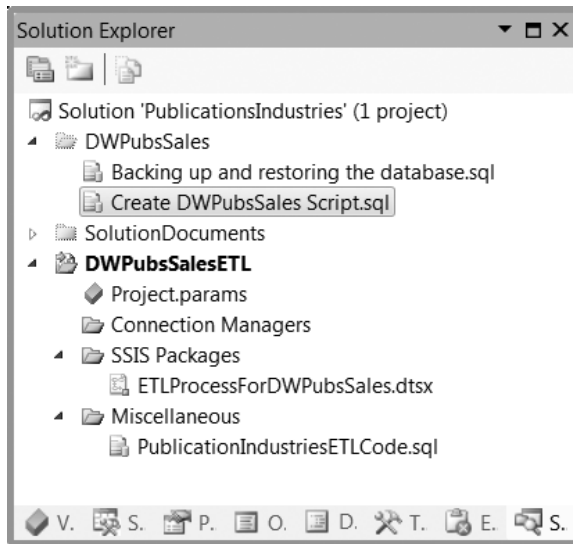 Solution Explorer
Solution 'PublicationsIndustries' (1 project)
DWPubsSales
Backing up and restoring the database.sql
Create DWPubsSales Script.sql
SolutionDocuments
DWPubsSalesETL
Project.params
Connection Managers
SSIS Packages
ETLProcessForDWPubsSales.dtsx
Miscellaneous
PublicationIndustriesETLCode.sql
V. S. P. O. D. T. E. S.